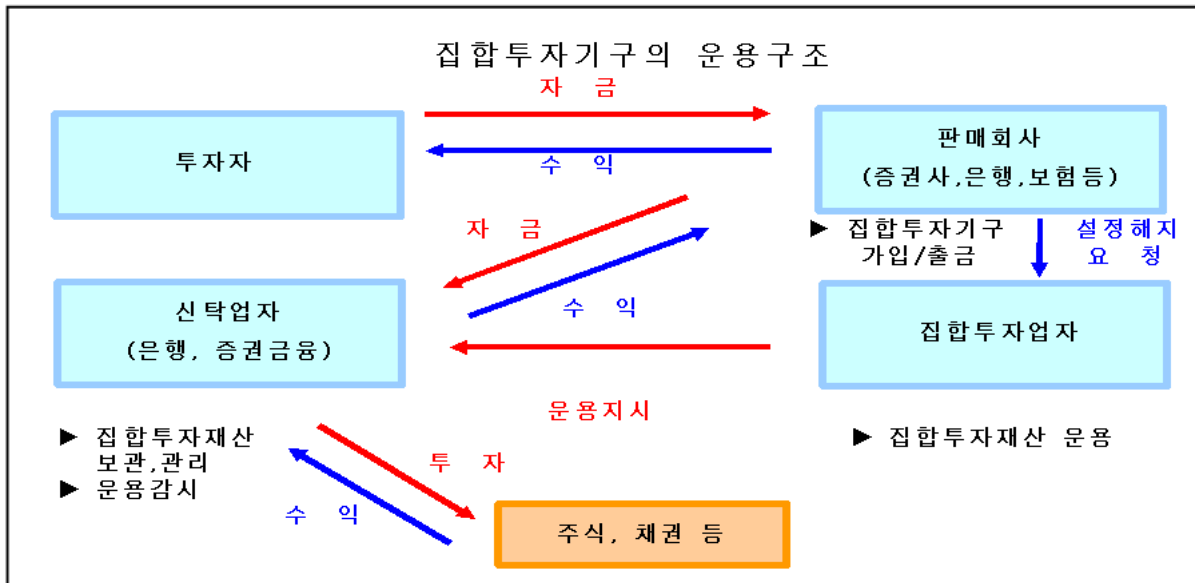 집합투자기구의 운용구조
자 금
투자자
수 익
판매회사
(증권사,은행,보험등)
자 금
▶ 집합투자기구
가입/출금
설정해지
요 청
신탁업자
(은행, 증권금융)
수 익
집합투자업자
운용지시
▶ 집합투자재산
보관,관리
▶ 운용감시
▶ 집합투자재산 운용
투 자
수 익
주식, 채권 등